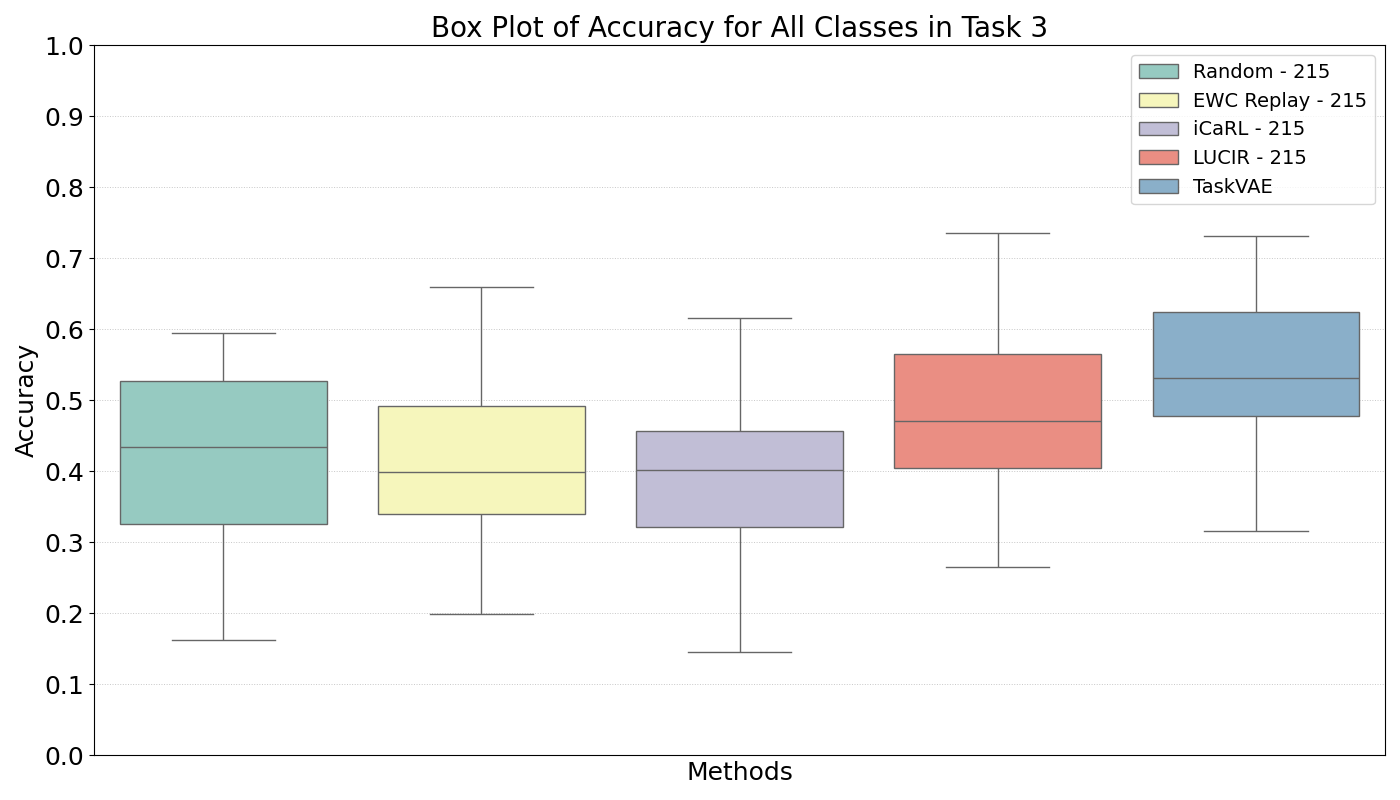 Box Plot of Accuracy for All Classes in Task 3
1.0
0.9
0.8
0.7
0.6
0.5
0.4
0.3
0.2
0.1
0.0
Accuracy
Methods
Random - 215
EWC Replay - 215
iCaRL - 215
LUCIR - 215
TaskVAE